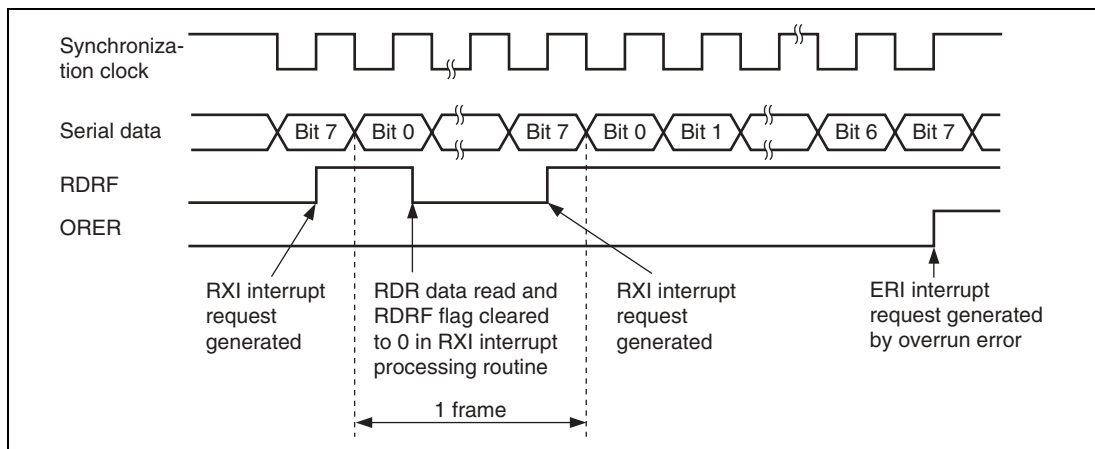 Synchroniza-
tion clock
Serial data
Bit 7
Bit 0
Bit 7
Bit 0
Bit 1
Bit 6
Bit 7
RDRF
ORER
RXI interrupt
request
generated
RDR data read and
RDRF flag cleared
to 0 in RXI interrupt
processing routine
RXI interrupt
request
generated
ERI interrupt
request generated
by overrun error
1 frame